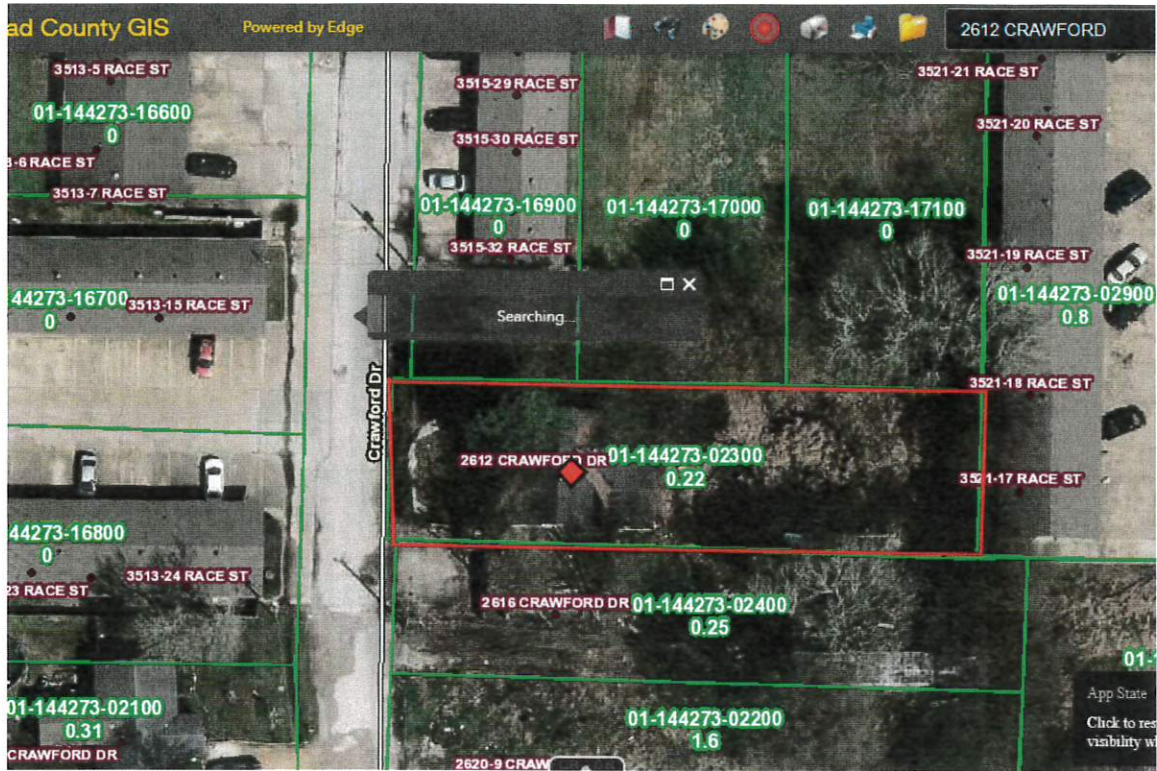 ad County GIS
Powered by Edge
2612 CRAWFORD
3513-5 RACE ST
01-144273-16600
0
3-6 RACE ST
3513-7 RACE ST
3515-29 RACE ST
3515-30 RACE ST
01-144273-16900
0
3515-32 RACE ST
01-144273-17000
0
01-144273-17100
0
3521-21 RACE ST
3521-20 RACE ST
3521-19 RACE ST
01-144273-02900
0.8
44273-16700
0
3513-15 RACE ST
Searching...
Crawford Dr
3521-18 RACE ST
2612 CRAWFORD DR
01-144273-02300
0.22
3521-17 RACE ST
44273-16800
0
23 RACE ST
3513-24 RACE ST
2616 CRAWFORD DR
01-144273-02400
0.25
01-1
01-144273-02100
0.31
CRAWFORD DR
01-144273-02200
1.6
2620-9 CRAW
App State
Click to res
visibility w